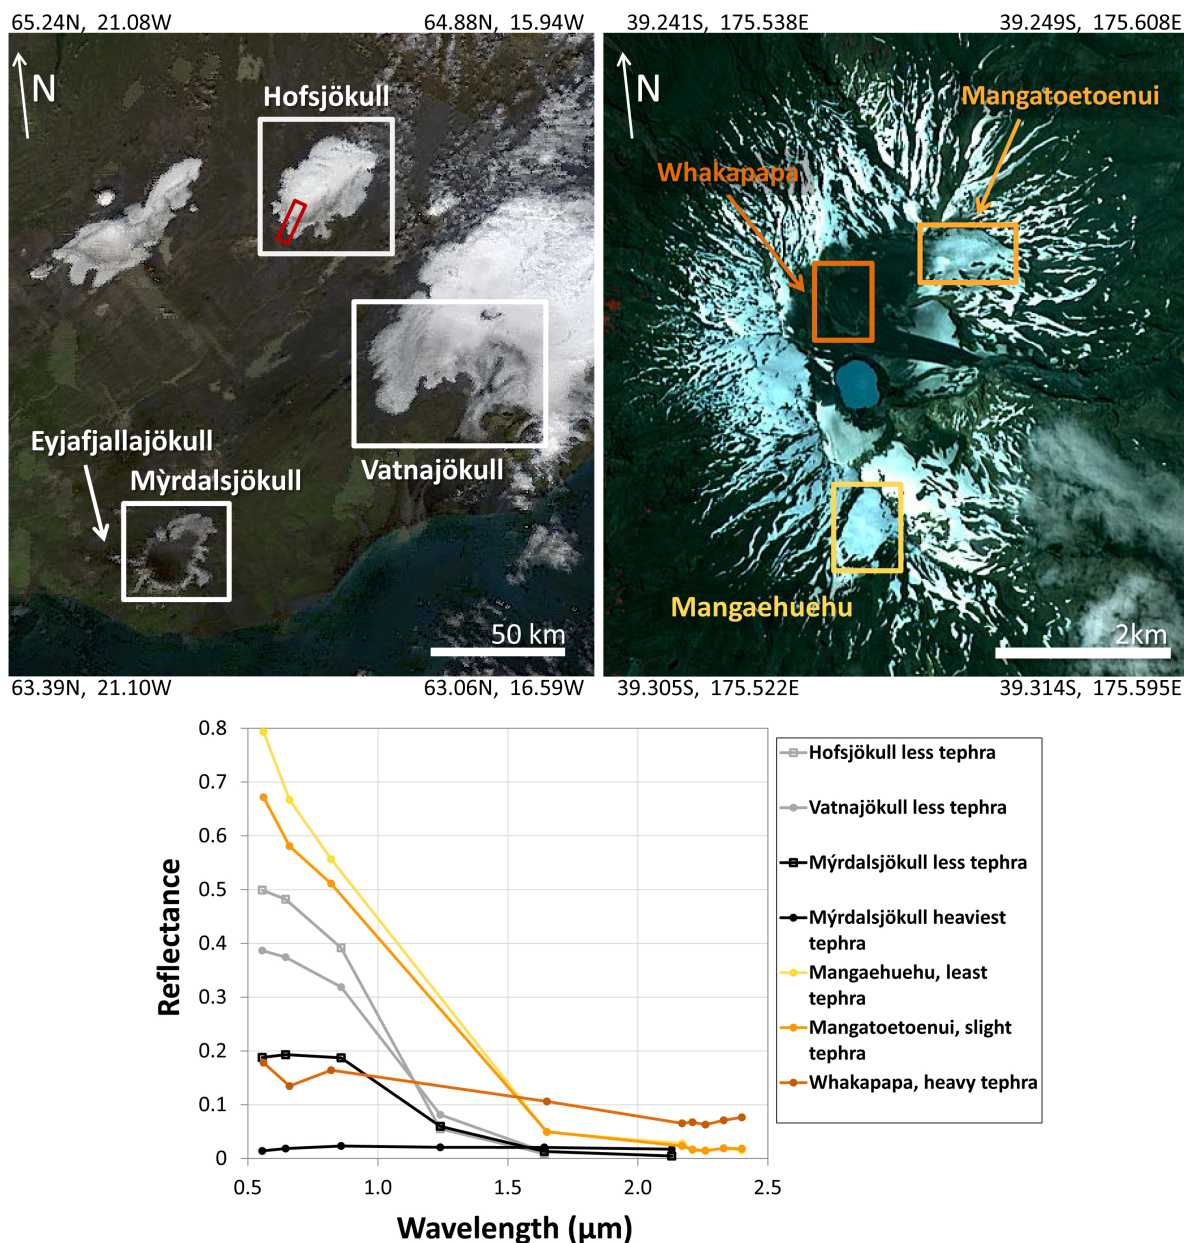 65.24N, 21.08W
64.88N, 15.94W
39.241S, 175.538E
39.249S, 175.608E
N
Hofsjökull
Eyjafjallajökull
Mỳrdalsjökull
Vatnajökull
50 km
N
Mangatoetoenui
Whakapapa
Mangaehuehu
2km
63.39N, 21.10W
63.06N, 16.59W
39.305S, 175.522E
39.314S, 175.595E
Reflectance
0.8
0.7
0.6
0.5
0.4
0.3
0.2
0.1
0
0.5
1.0
1.5
2.0
2.5
Wavelength (µm)
Hofsjökull less tephra
Vatnajökull less tephra
Mýrdalsjökull less tephra
Mýrdalsjökull heaviest
tephra
Mangaehuehu, least
tephra
Mangatoetoenui, slight
tephra
Whakapapa, heavy tephra